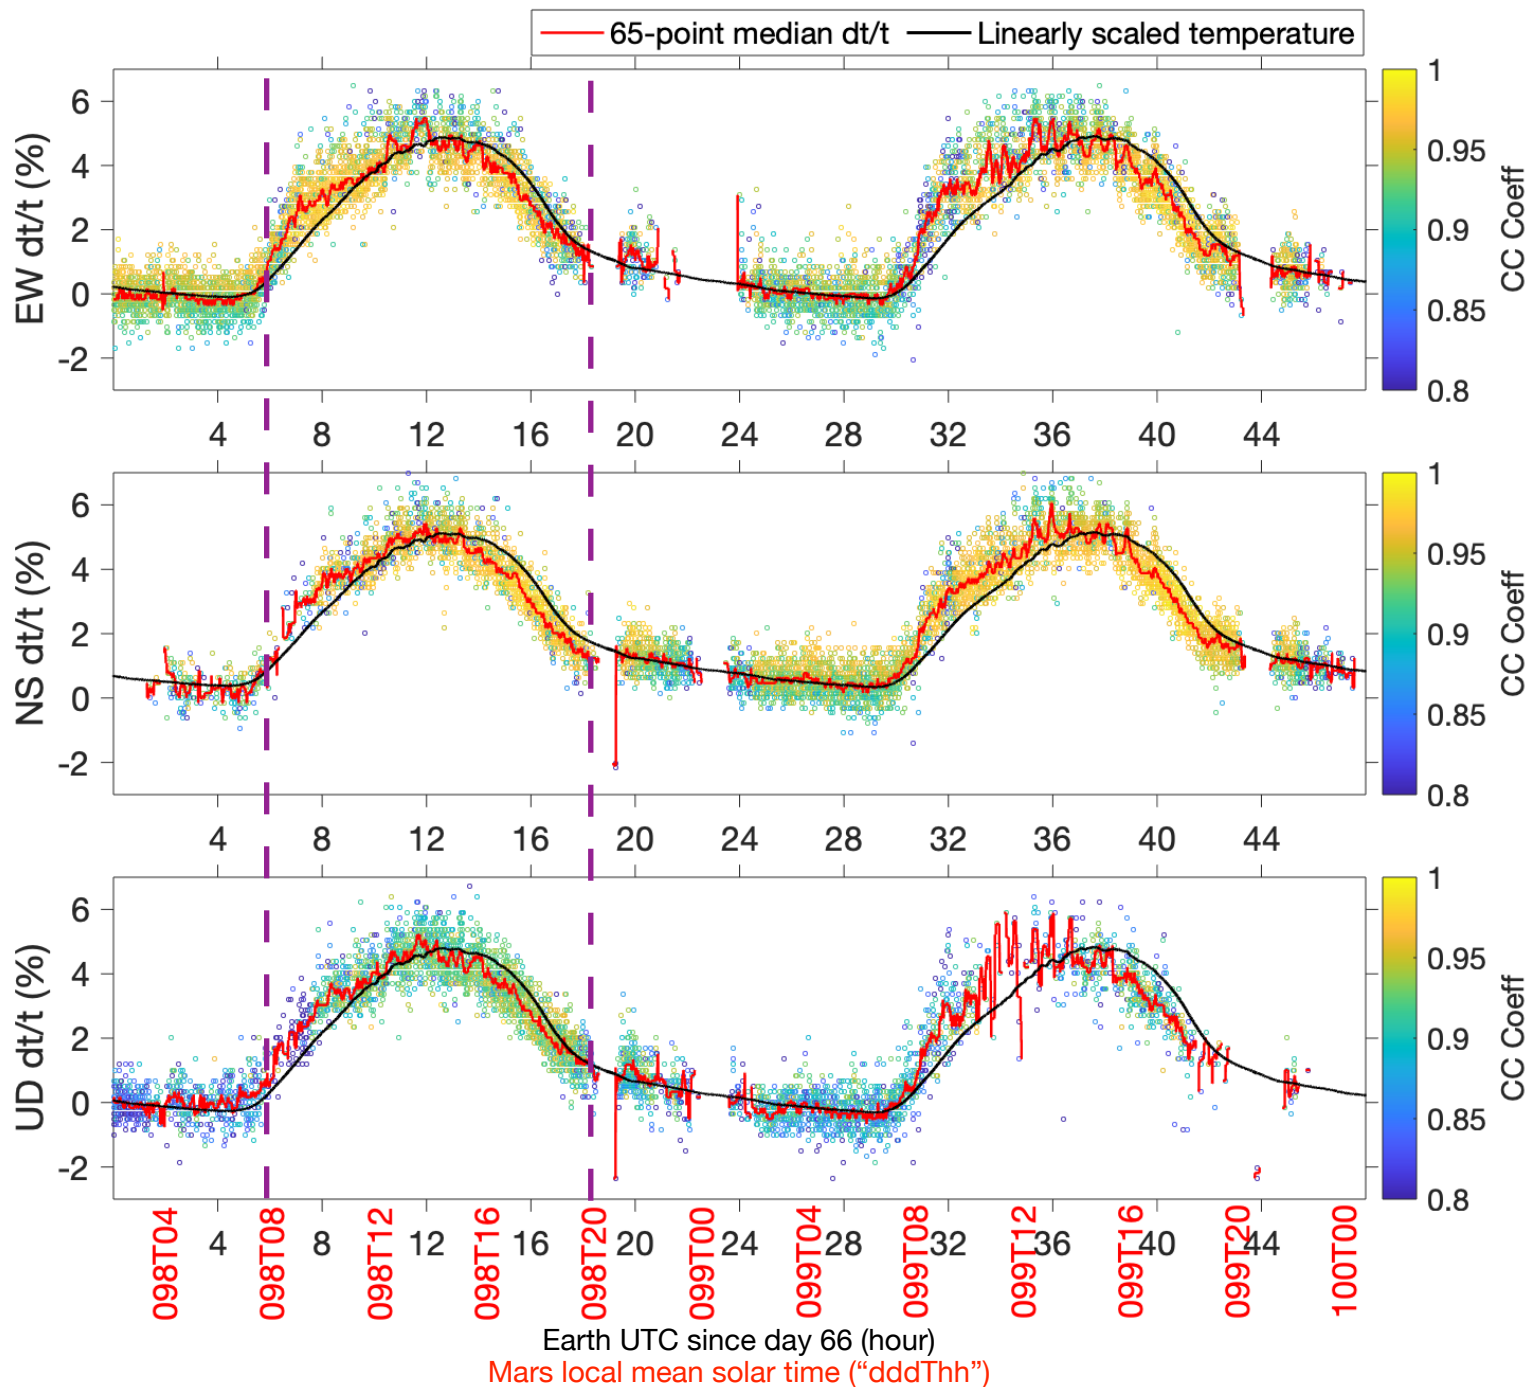 65-point median dt/t Linearly scaled temperature
EW dt/t (%)
6
4
2
0
-2
4 8 12 16 20 24 28 32 36 40 44
1
0.95
0.9
0.85
0.8
CC Coeff
NS dt/t (%)
6
4
2
0
-2
4 8 12 16 20 24 28 32 36 40 44
1
0.95
0.9
0.85
0.8
CC Coeff
UD dt/t (%)
6
4
2
0
-2
4 8 12 16 20 24 28 32 36 40 44
098T04 098T08 098T12 098T16 098T20 099T00 099T04 099T08 099T12 099T16 099T20 100T00
1
0.95
0.9
0.85
0.8
CC Coeff
Earth UTC since day 66 (hour)
Mars local mean solar time (“dddThh”)